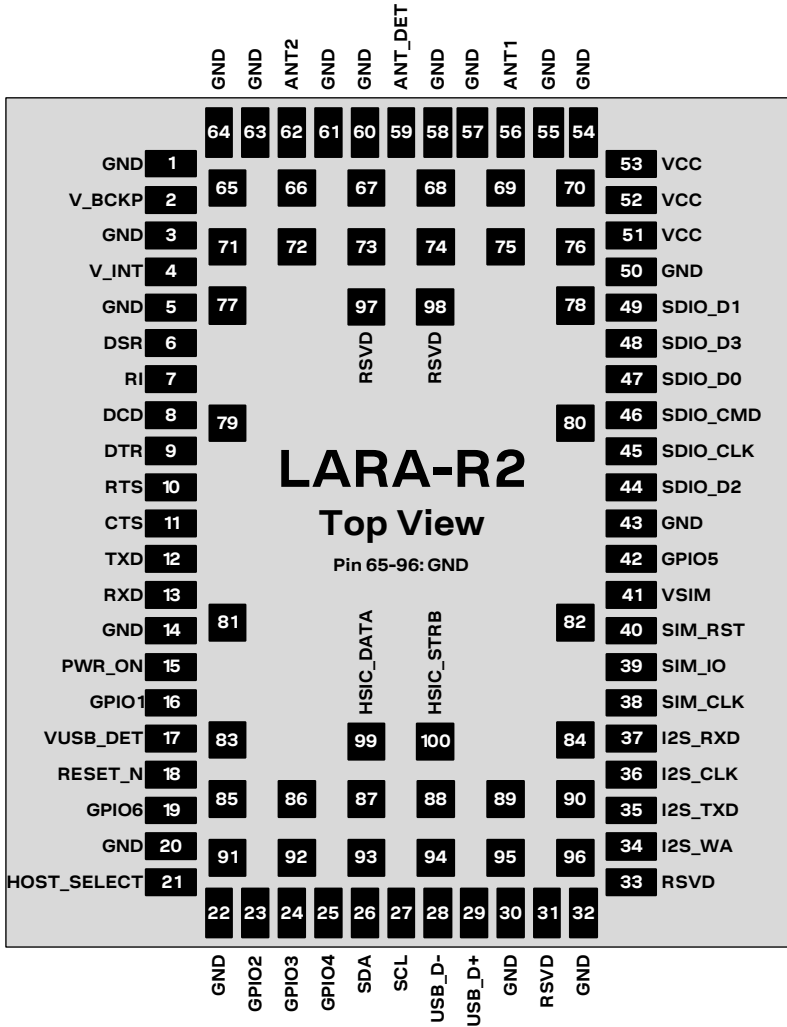 GND GND ANT2 GND GND ANT_DET GND GND ANT1 GND GND
64 63 62 61 60 59 58 57 56 55 54
GND 1 53 VCC
65 66 67 68 69 70
V_BCKP 2 52 VCC
GND 3 51 VCC
71 72 73 74 75 76
V_INT 4 50 GND
GND 5 77 97 98 78 49 SDIO_D1
DSR 6 RSVD RSVD 48 SDIO_D3
RI 7 47 SDIO_D0
DCD 8 79 80 46 SDIO_CMD
DTR 9 45 SDIO_CLK
LARA-R2
RTS 10 44 SDIO_D2
CTS 11 Top View 43 GND
TXD 12 Pin 65-96: GND 42 GPIO5
RXD 13 41 VSIM
GND 14 81 82 40 SIM_RST
HSIC_DATA HSIC_STRB
PWR_ON 15 39 SIM_IO
GPIO1 16 38 SIM_CLK
VUSB_DET 17 83 99 100 84 37 I2S_RXD
RESET_N 18 36 I2S_CLK
85 86 87 88 89 90
GPIO6 19 35 I2S_TXD
GND 20 34 I2S_WA
91 92 93 94 95 96
HOST_SELECT 21 33 RSVD
22 23 24 25 26 27 28 29 30 31 32
GND GPIO2 GPIO3 GPIO4 SDA SCL USB_D- USB_D+ GND RSVD GND